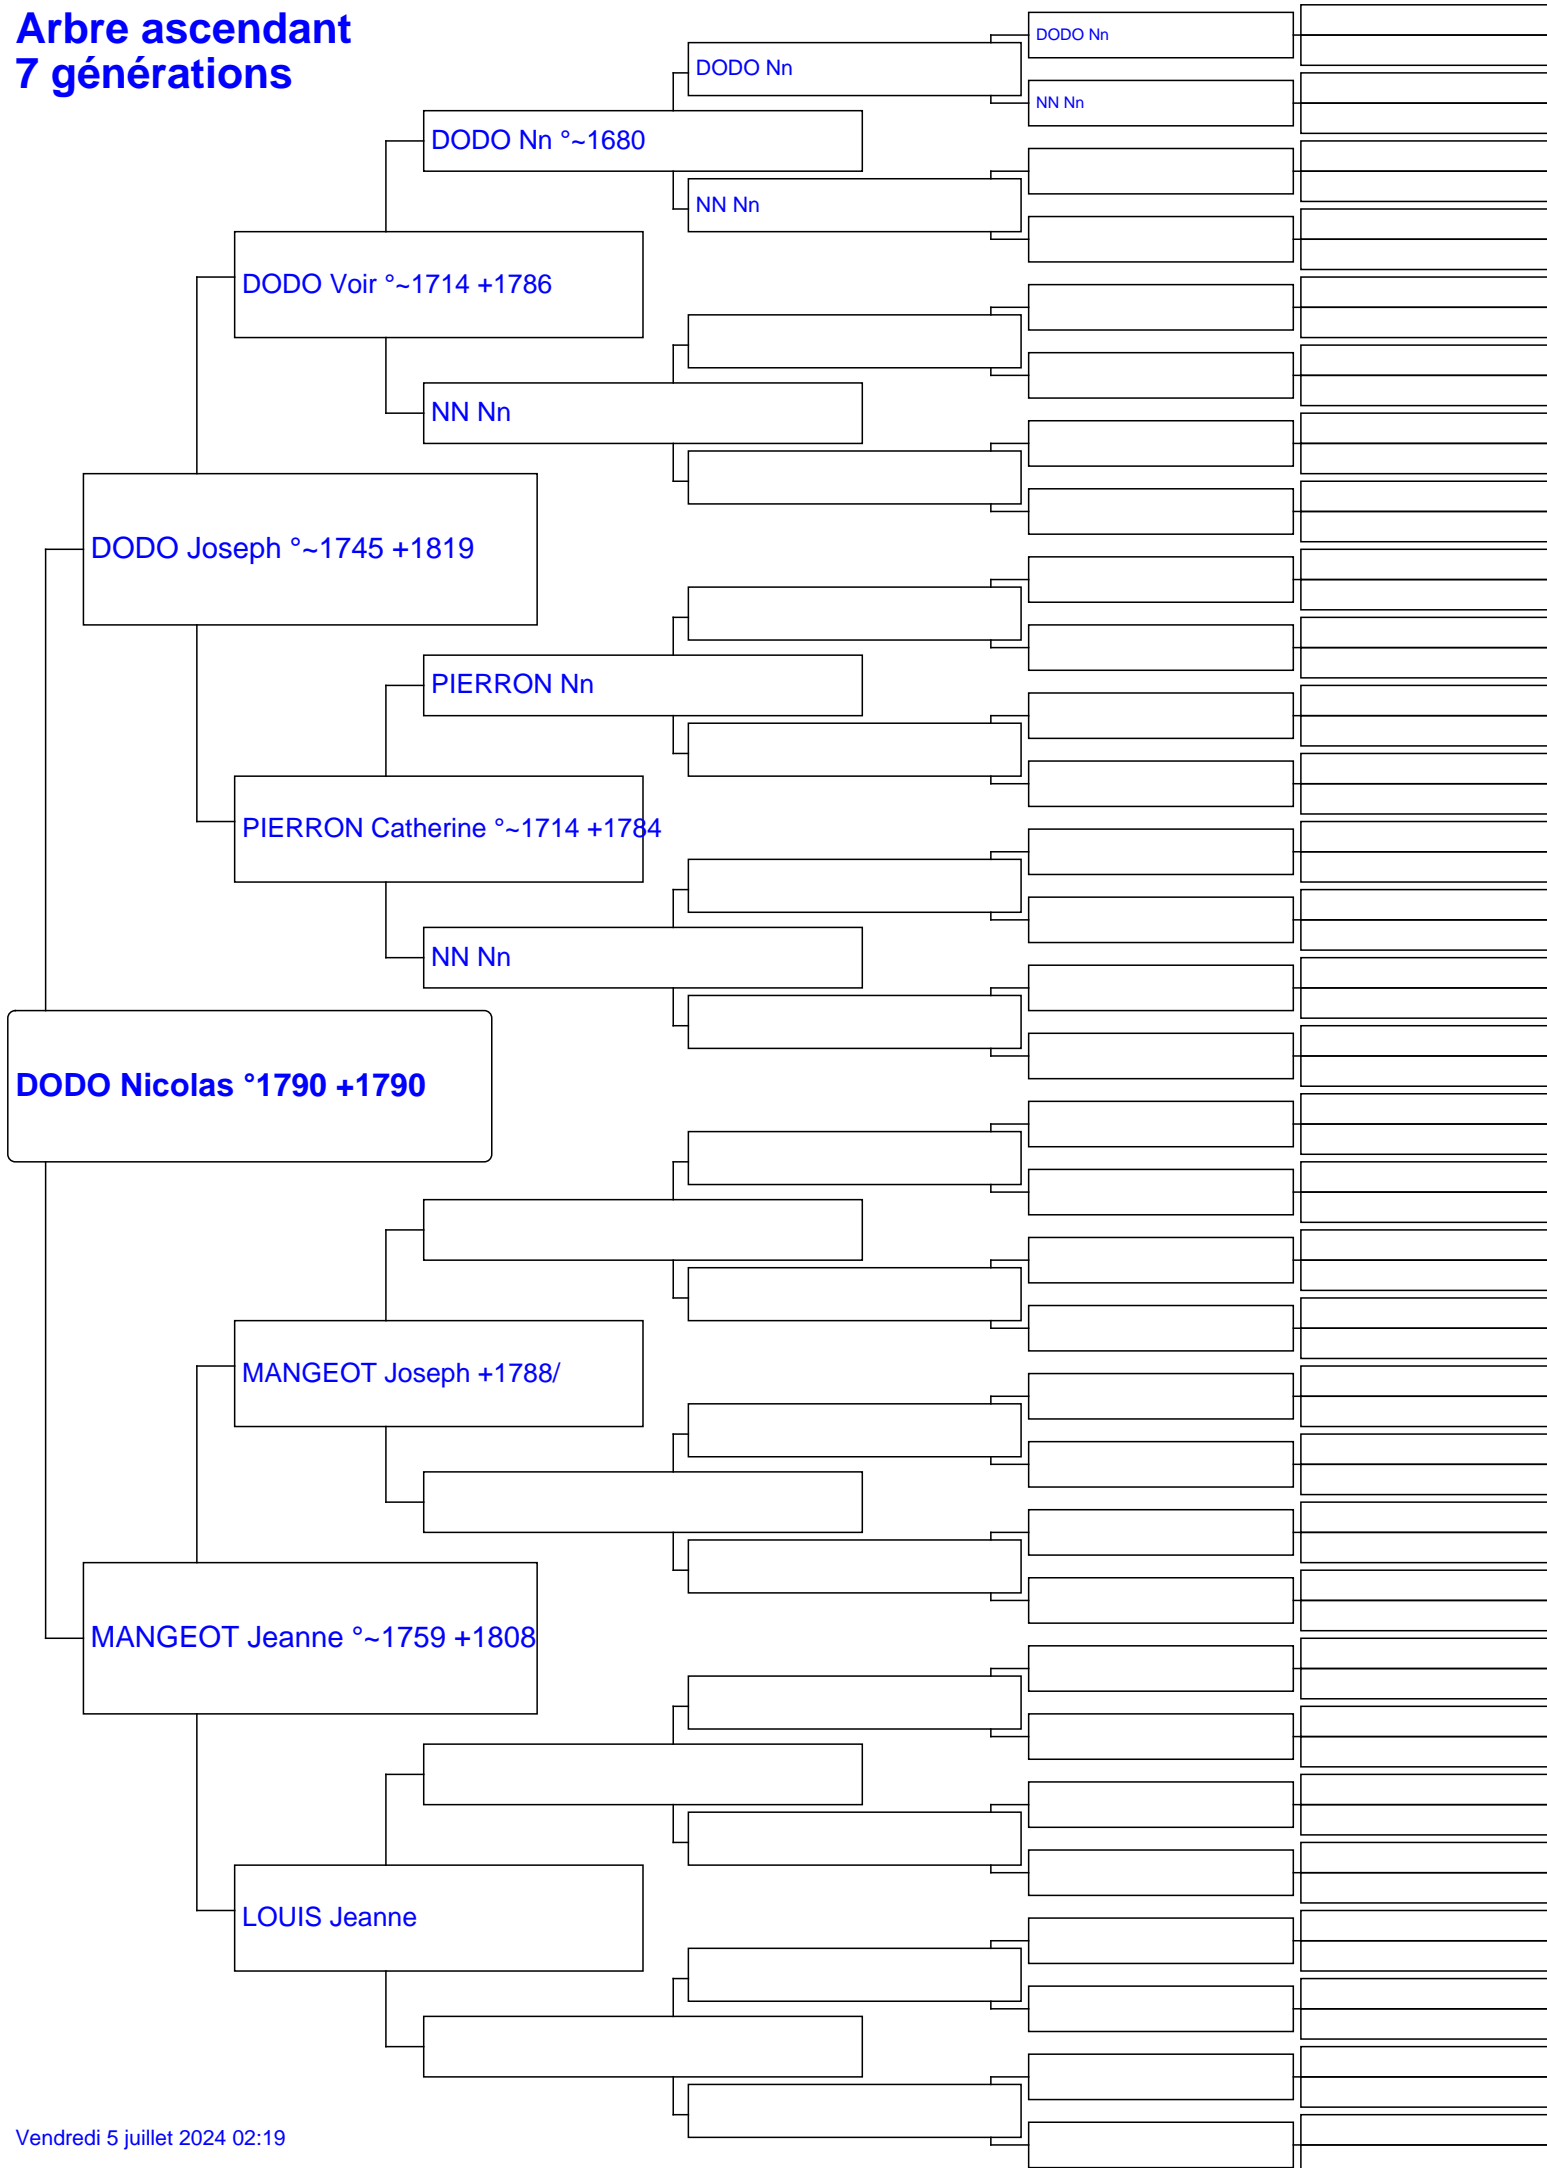 Arbre ascendant
7 générations
DODO Nn
NN Nn
DODO Nn
NN Nn
DODO Nn °~1680
DODO Voir °~1714 +1786
NN Nn
DODO Joseph °~1745 +1819
PIERRON Nn
PIERRON Catherine °~1714 +1784
NN Nn
DODO Nicolas °1790 +1790
MANGEOT Joseph +1788/
MANGEOT Jeanne °~1759 +1808
LOUIS Jeanne
Vendredi 5 juillet 2024 02:19